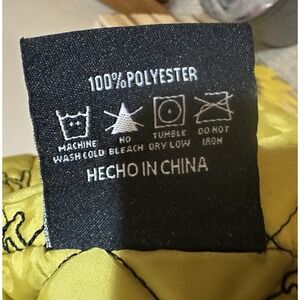 100%POLYESTER
MACHINE WASH COLD NO BLEACH TUMBLE DRY LOW DO NOT IRON
HECHO IN CHINA